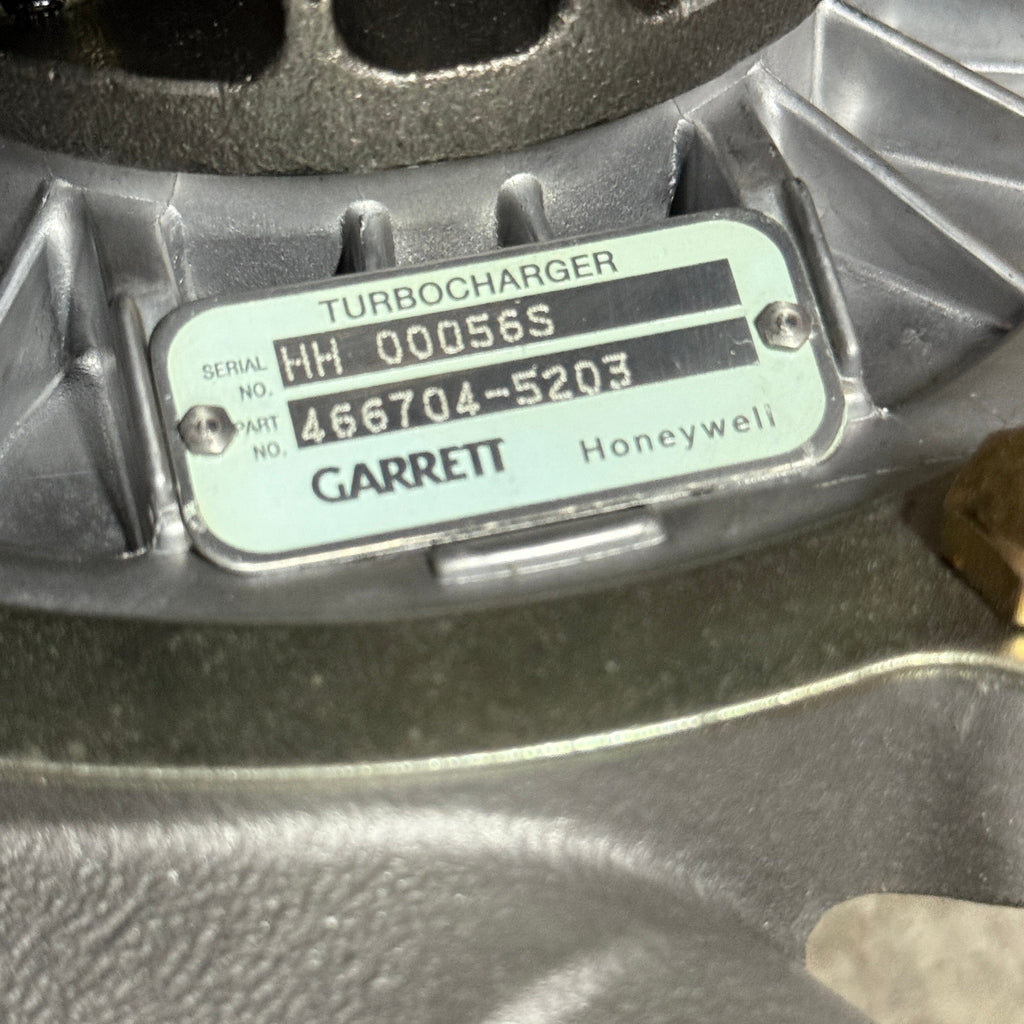 TURBOCHARGER
SERIAL NO. HH 00056S
PART NO. 466704-5203
GARRETT Honeywell